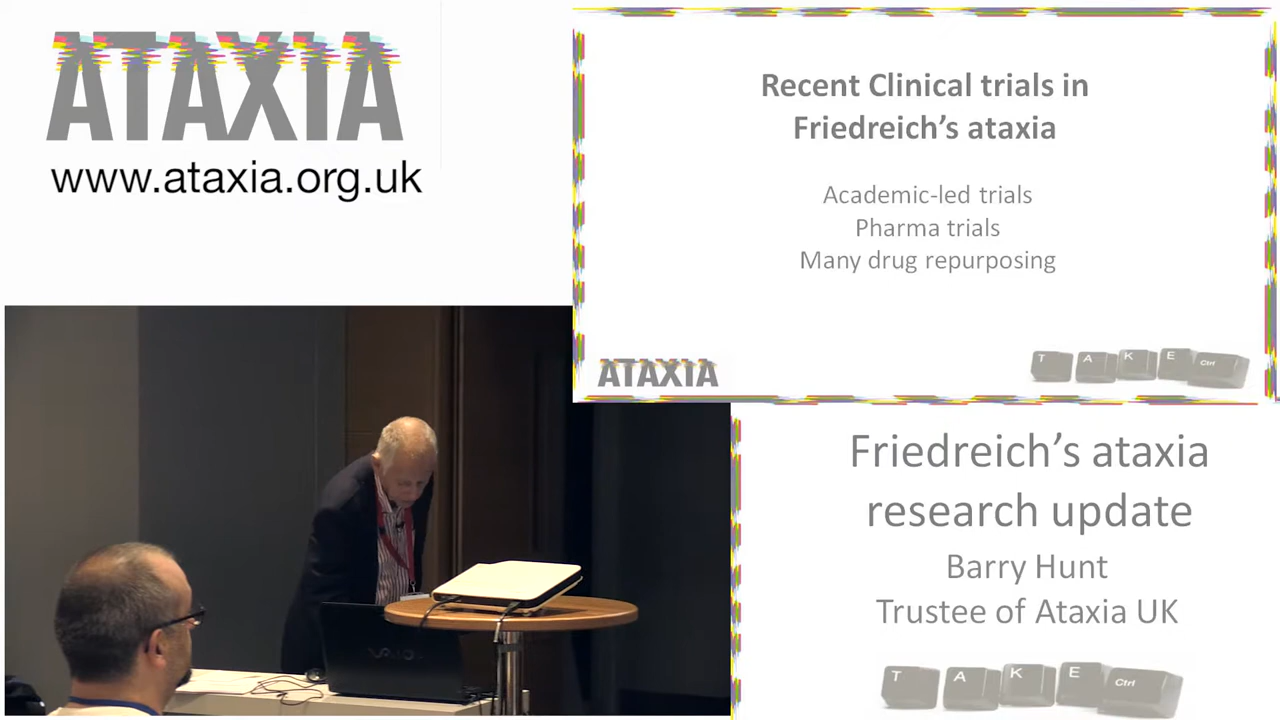 ATAXIA
www.ataxia.org.uk
Recent Clinical trials in
Friedreich’s ataxia
Academic-led trials
Pharma trials
Many drug repurposing
ATAXIA
T A K E Ctrl
Friedreich’s ataxia
research update
Barry Hunt
Trustee of Ataxia UK
T A K E Ctrl
VAIO